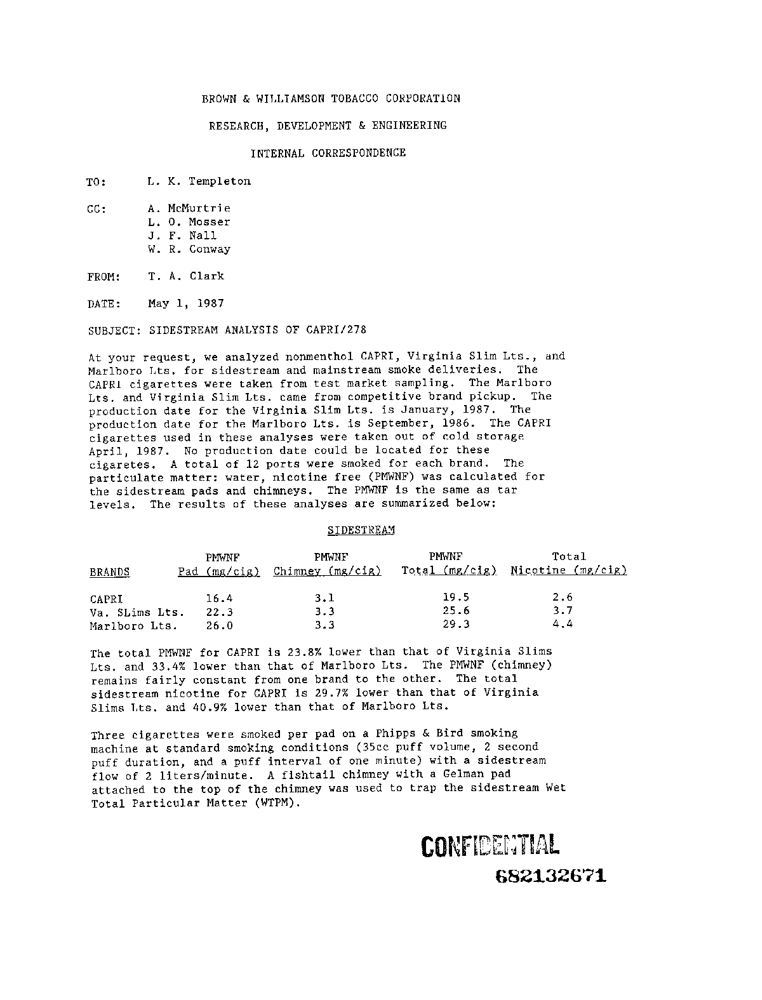 BROWN & WILLIAMSON TOBACCO CORPORATION
RESEARCH, DEVELOPMENT & ENGINEERING
INTERNAL CORRESPONDENCE
TO: L. K. Templeton
CC: A. McMurtrie
L. O. Mosser
J. F. Nall
W. R. Conway
FROM: T. A. Clark
DATE: May 1, 1987
SUBJECT: SIDESTREAM ANALYSIS OF CAPRI/278
At your request, we analyzed nonmenthol CAPRI, Virginia Slim Lts., and
Marlboro Lts. for sidestream and mainstream smoke deliveries. The
CAPRI cigarettes were taken from test market sampling. The Marlboro
Lts. and Virginia Slim Lts. came from competitive brand pickup. The
production date for the Virginia Slim Lts. is January, 1987. The
production date for the Marlboro Lts. is September, 1986. The CAPRI
cigarettes used in these analyses were taken out of cold storage
April, 1987. No production date could be located for these
cigaretes. A total of 12 ports were smoked for each brand. The
particulate matter: water, nicotine free (PMWNF) was calculated for
the sidestream pads and chimneys. The PMWNF is the same as tar
levels. The results of these analyses are summarized below:
SIDESTREAM
PMWNF PMWNF PMWNF Total
BRANDS Pad (mg/cig) Chimney (mg/cig) Total (mg/cig) Nicotine (mg/cig)
CAPRI 16.4 3.1 19.5 2.6
Va. SLims Lts. 22.3 3.3 25.6 3.7
Marlboro Lts. 26.0 3.3 29.3 4.4
The total PMWNF for CAPRI is 23.8% lower than that of Virginia Slims
Lts. and 33.4% lower than that of Marlboro Lts. The PMWNF (chimney)
remains fairly constant from one brand to the other. The total
sidestream nicotine for CAPRI is 29.7% lower than that of Virginia
Slims Lts. and 40.9% lower than that of Marlboro Lts.
Three cigarettes were smoked per pad on a Phipps & Bird smoking
machine at standard smoking conditions (35cc puff volume, 2 second
puff duration, and a puff interval of one minute) with a sidestream
flow of 2 liters/minute. A fishtail chimney with a Gelman pad
attached to the top of the chimney was used to trap the sidestream Wet
Total Particular Matter (WTPM).
CONFIDENTIAL
682132671